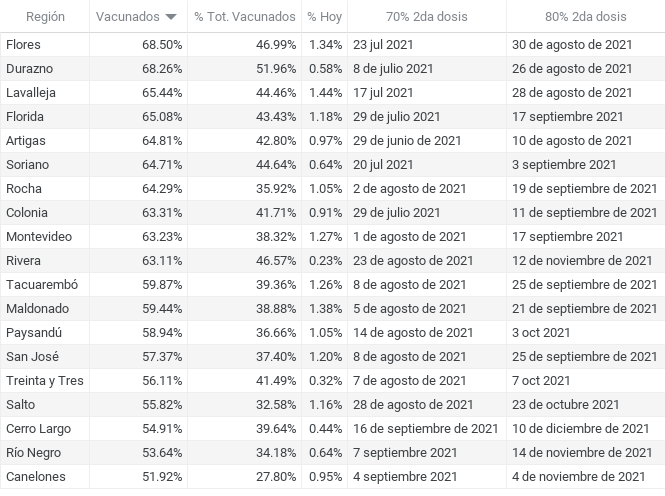 Región Vacunados % Tot. Vacunados % Hoy 70% 2da dosis 80% 2da dosis
Flores 68.50% 46.99% 1.34% 23 jul 2021 30 de agosto de 2021
Durazno 68.26% 51.96% 0.58% 8 de julio 2021 26 de agosto de 2021
Lavalleja 65.44% 44.46% 1.44% 17 jul 2021 28 de agosto de 2021
Florida 65.08% 43.43% 1.18% 29 de julio 2021 17 septiembre 2021
Artigas 64.81% 42.80% 0.97% 29 de junio de 2021 10 de agosto de 2021
Soriano 64.71% 44.64% 0.64% 20 jul 2021 3 septiembre 2021
Rocha 64.29% 35.92% 1.05% 2 de agosto de 2021 19 de septiembre de 2021
Colonia 63.31% 41.71% 0.91% 29 de julio 2021 11 de septiembre de 2021
Montevideo 63.23% 38.32% 1.27% 1 de agosto de 2021 17 septiembre 2021
Rivera 63.11% 46.57% 0.23% 23 de agosto de 2021 12 de noviembre de 2021
Tacuarembó 59.87% 39.36% 1.26% 8 de agosto de 2021 25 de septiembre de 2021
Maldonado 59.44% 38.88% 1.38% 5 de agosto de 2021 21 de septiembre de 2021
Paysandú 58.94% 36.66% 1.05% 14 de agosto de 2021 3 oct 2021
San José 57.37% 37.40% 1.20% 8 de agosto de 2021 25 de septiembre de 2021
Treinta y Tres 56.11% 41.49% 0.32% 7 de agosto de 2021 7 oct 2021
Salto 55.82% 32.58% 1.16% 28 de agosto de 2021 23 de octubre de 2021
Cerro Largo 54.91% 39.64% 0.44% 16 de septiembre de 2021 10 de diciembre de 2021
Río Negro 53.64% 34.18% 0.64% 7 septiembre 2021 14 de noviembre de 2021
Canelones 51.92% 27.80% 0.95% 4 septiembre 2021 4 de noviembre de 2021